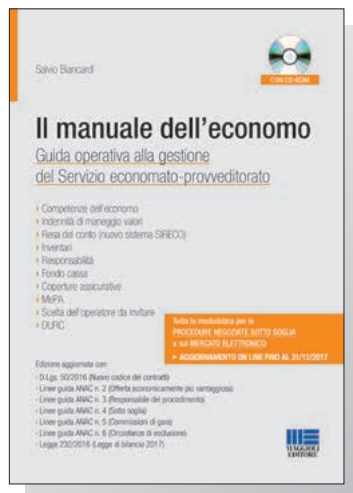 Salvio Biancardi
CON CD-ROM
Il manuale dell'economo
Guida operativa alla gestione
del Servizio economato-provveditorato
› Competenze dell'economo
› Indennità di maneggio valori
› Resa del conto (nuovo sistema SIRECO)
› Inventari
› Responsabilità
› Fondo cassa
› Coperture assicurative
› MePA
› Scelta dell'operatore da invitare
› DURC
Tutta la modulistica per le
PROCEDURE NEGOZIATE SOTTO SOGLIA
e sul MERCATO ELETTRONICO
► AGGIORNAMENTO ON LINE FINO AL 31/12/2017
Edizione aggiornata con:
- D.Lgs. 50/2016 (Nuovo codice dei contratti)
- Linee guida ANAC n. 2 (Offerta economicamente più vantaggiosa)
- Linee guida ANAC n. 3 (Responsabile del procedimento)
- Linee guida ANAC n. 4 (Sotto soglia)
- Linee guida ANAC n. 5 (Commissioni di gara)
- Linee guida ANAC n. 6 (Circostanze di esclusione)
- Legge 232/2016 (Legge di bilancio 2017)
MAGGIOLI
EDITORE